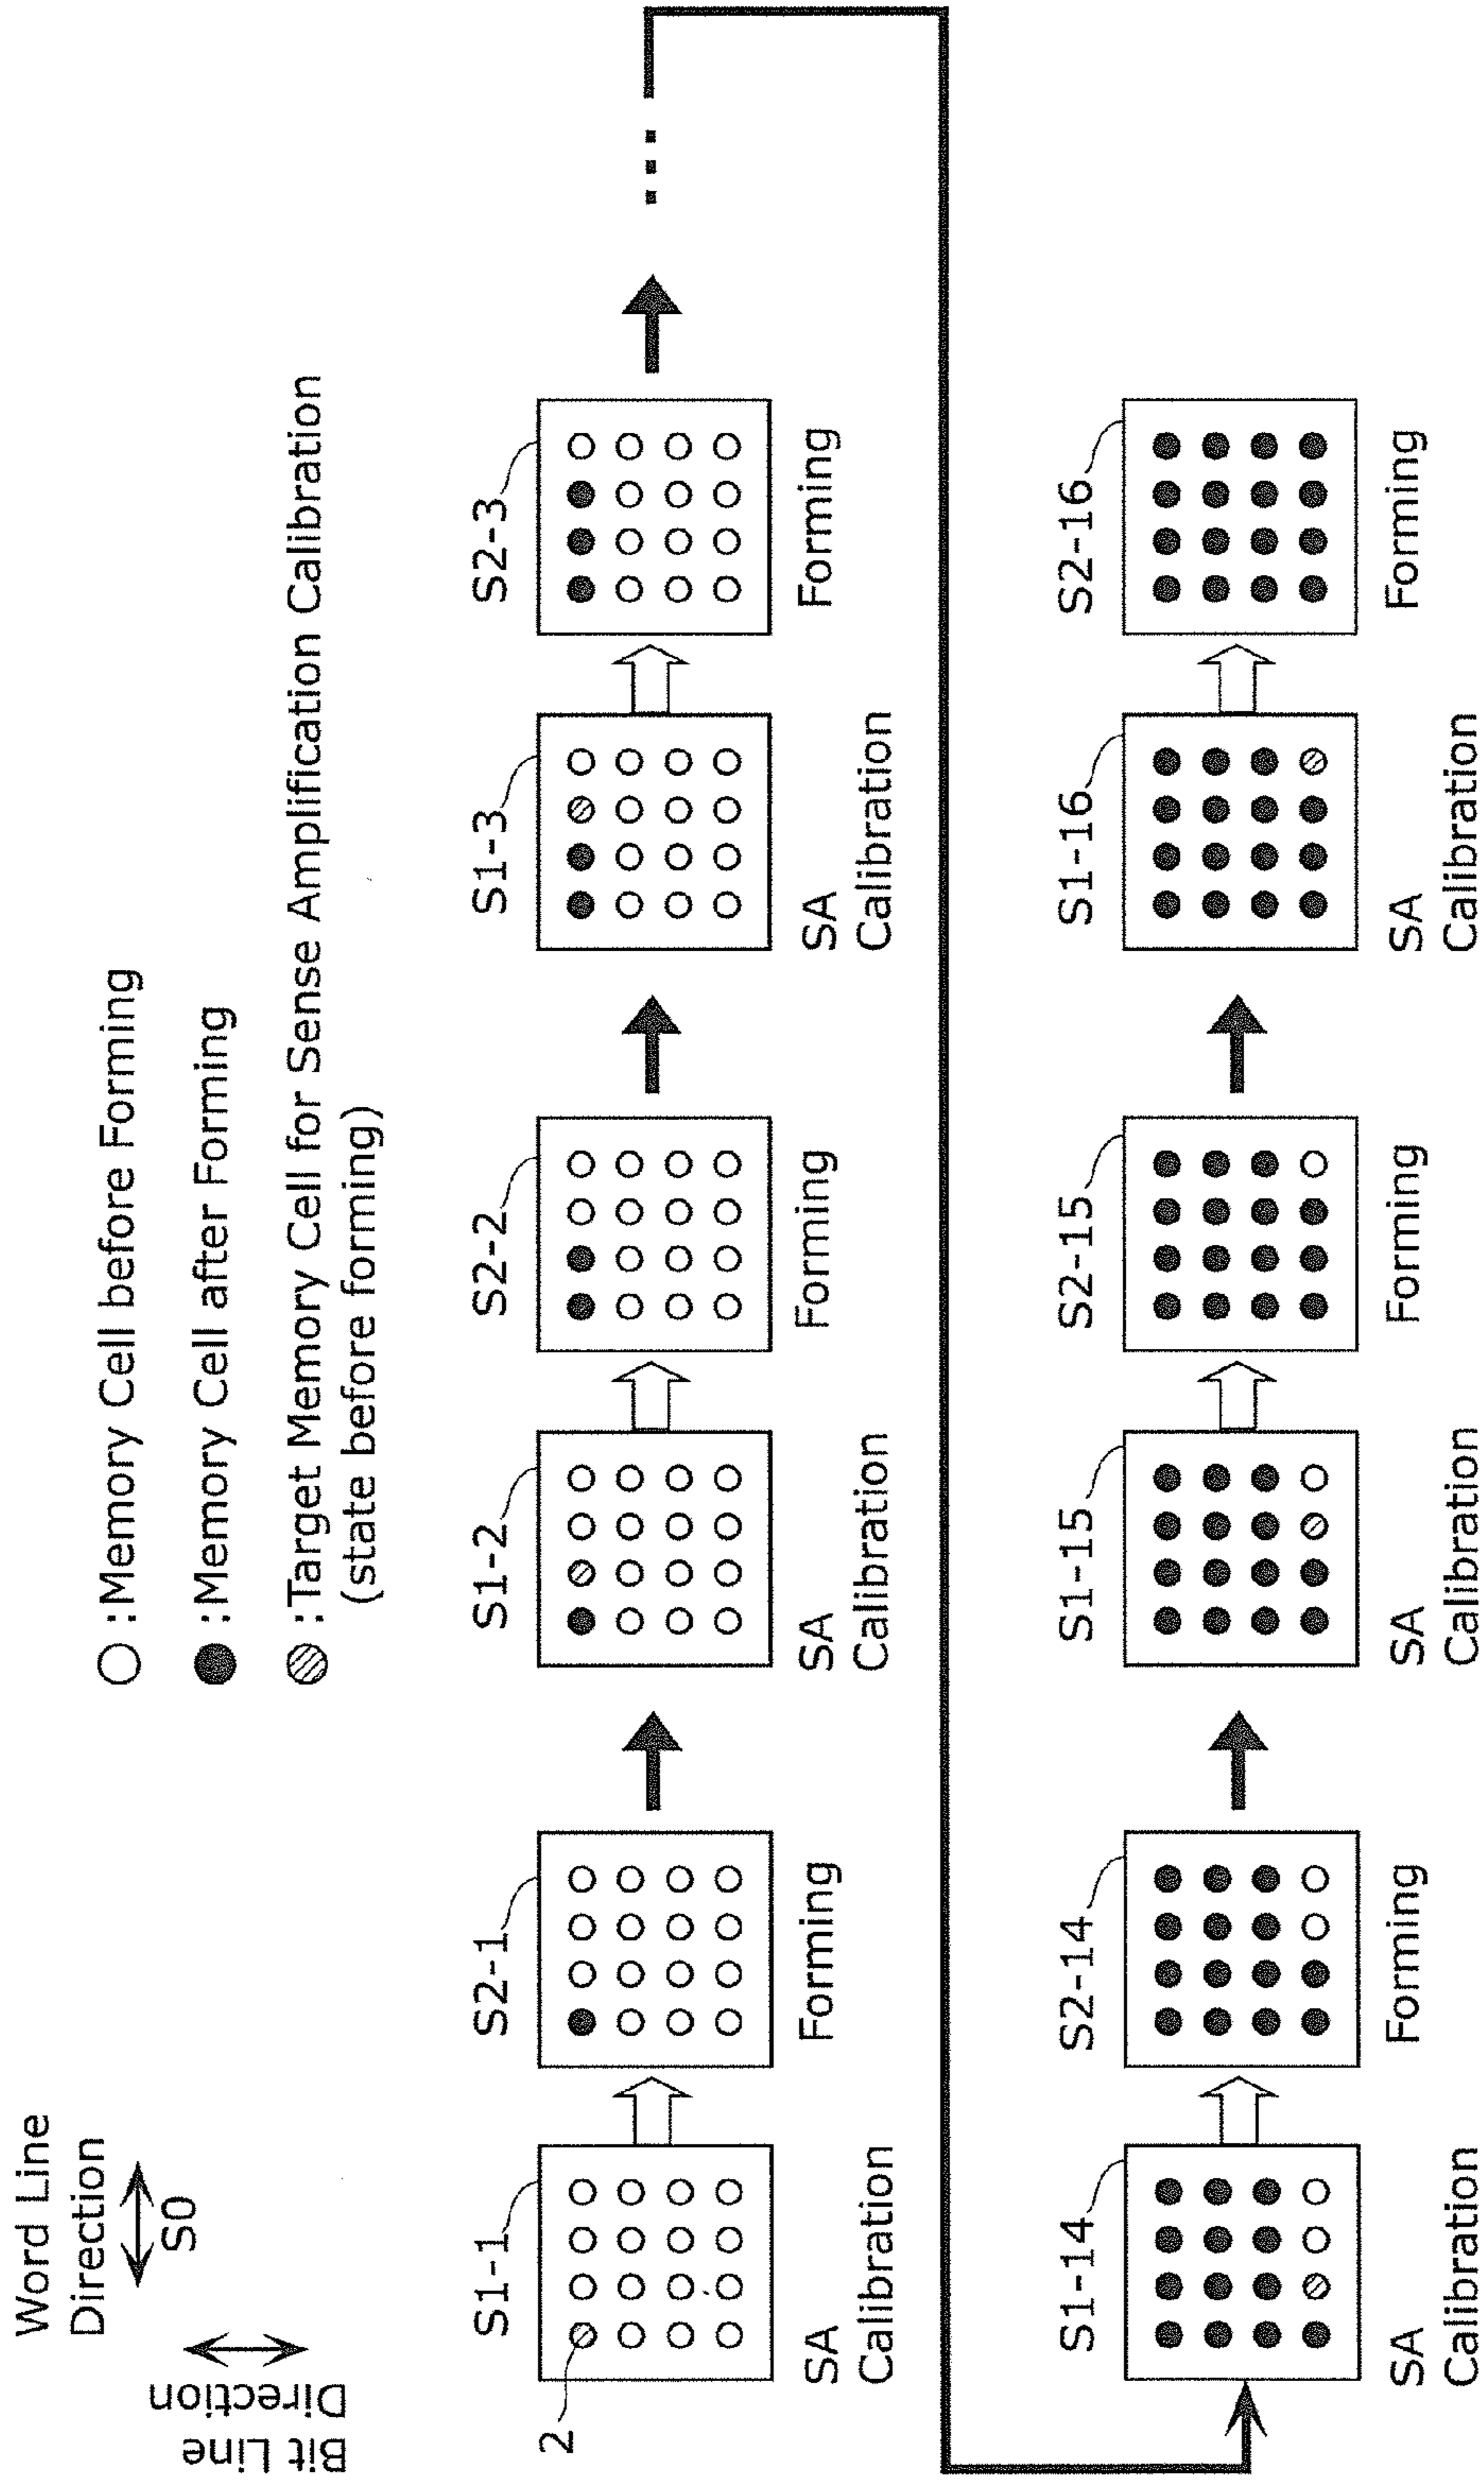 Word Line
Direction
S0
Bit Line
Direction
○:Memory Cell before Forming
●:Memory Cell after Forming
:Target Memory Cell for Sense Amplification Calibration
(state before forming)
S1-1
S2-1
S1-2
S2-2
S1-3
S2-3
2
SA
Calibration
Forming
SA
Calibration
Forming
SA
Calibration
Forming
S1-14
S2-14
S1-15
S2-15
S1-16
S2-16
SA
Calibration
Forming
SA
Calibration
Forming
SA
Calibration
Forming